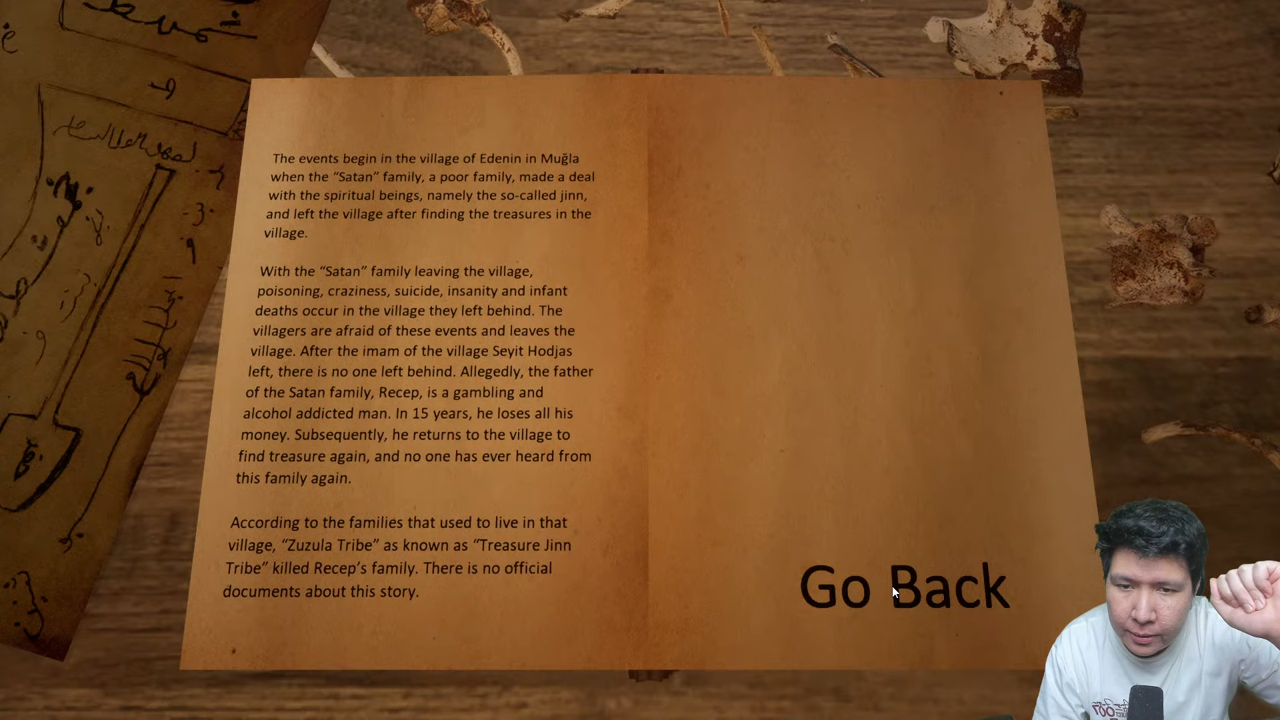 The events begin in the village of Edenin in Muğla
when the “Satan” family, a poor family, made a deal
with the spiritual beings, namely the so-called jinn,
and left the village after finding the treasures in the
village.
With the “Satan” family leaving the village,
poisoning, craziness, suicide, insanity and infant
deaths occur in the village they left behind. The
villagers are afraid of these events and leaves the
village. After the imam of the village Seyit Hodjas
left, there is no one left behind. Allegedly, the father
of the Satan family, Recep, is a gambling and
alcohol addicted man. In 15 years, he loses all his
money. Subsequently, he returns to the village to
find treasure again, and no one has ever heard from
this family again.
According to the families that used to live in that
village, “Zuzula Tribe” as known as “Treasure Jinn
Tribe” killed Recep’s family. There is no official
documents about this story.
Go Back